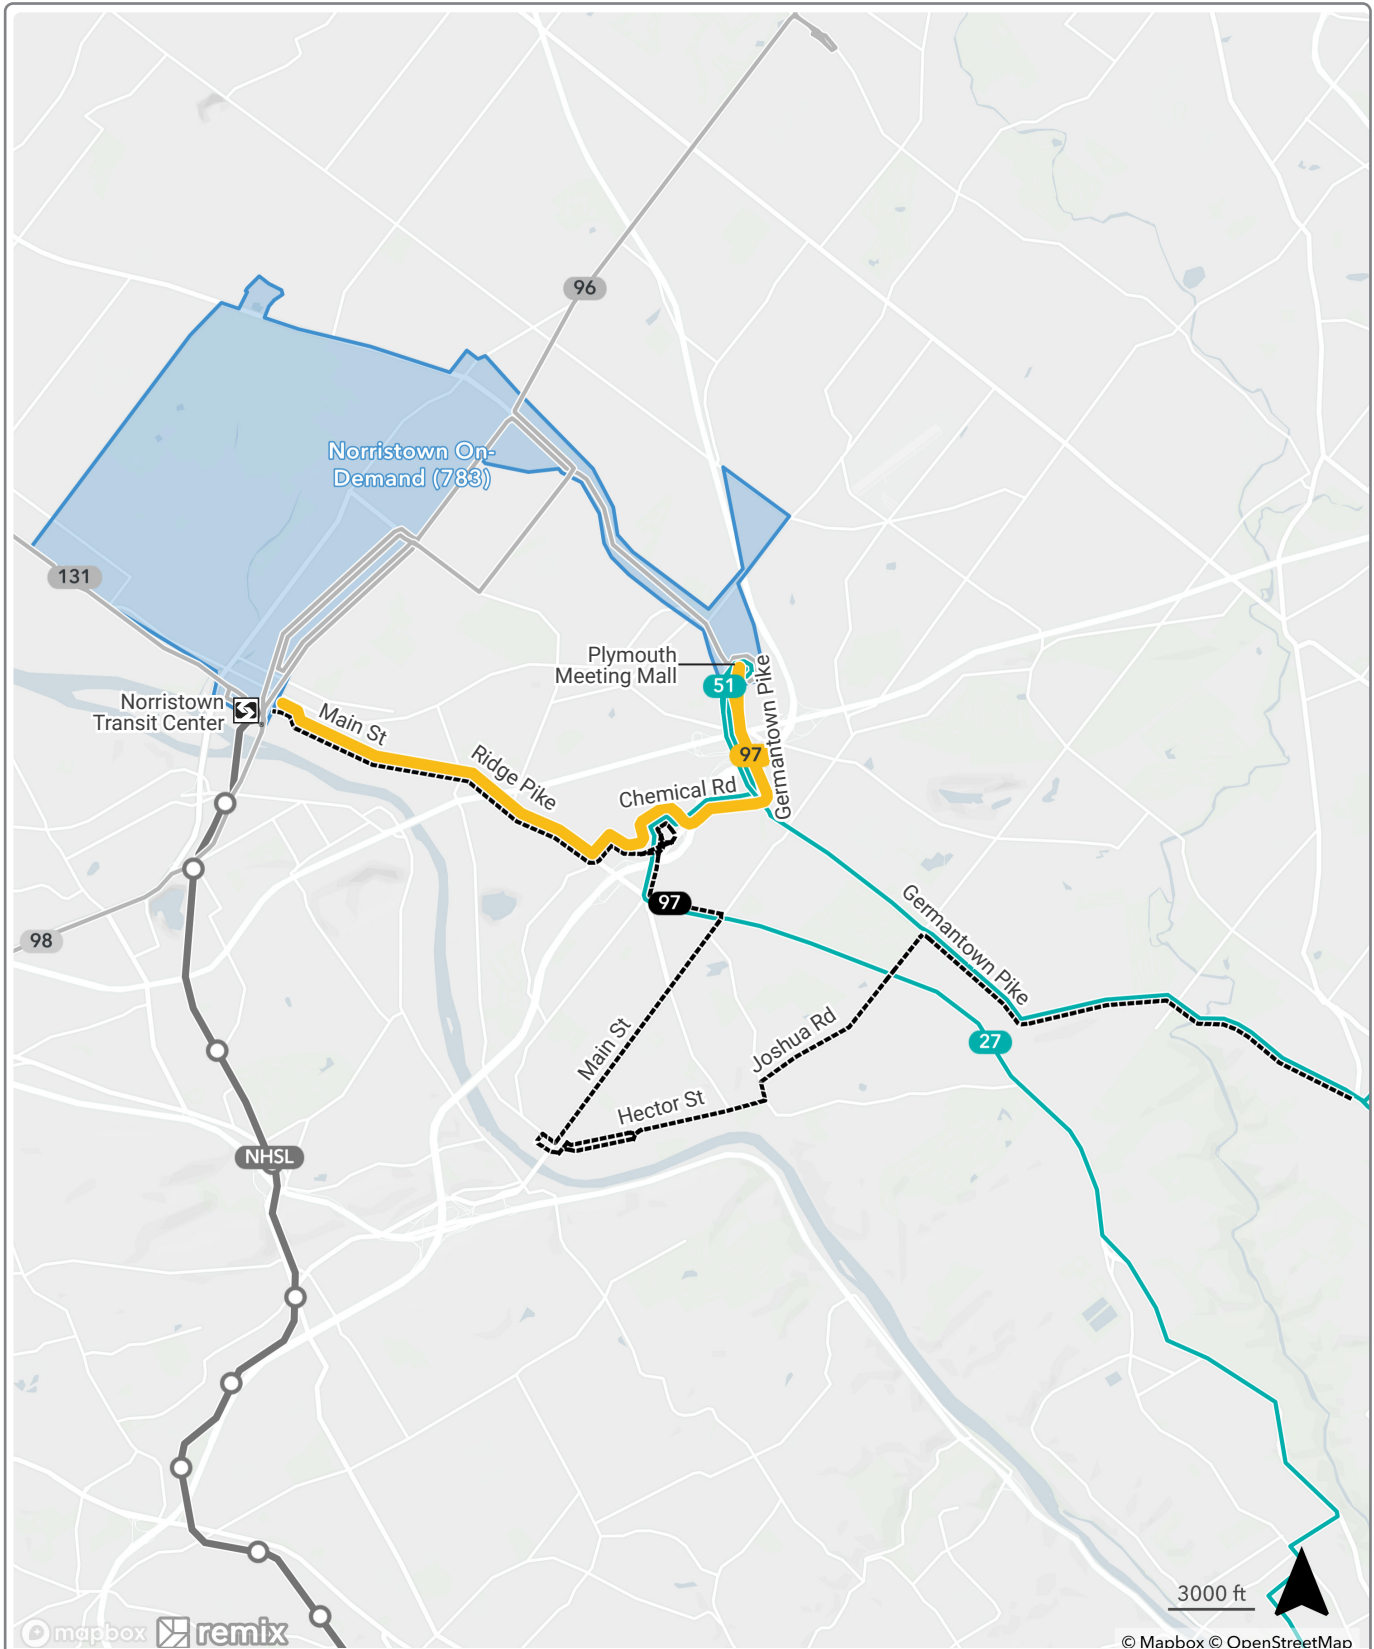 96
Norristown On-
Demand (783)
131
Plymouth
Meeting Mall
51
Germantown Pike
Norristown
Transit Center
Main St
97
Ridge Pike
Chemical Rd
97
Germantown Pike
98
27
Main St
Joshua Rd
Hector St
NHSL
3000 ft
mapbox remix
© Mapbox © OpenStreetMap